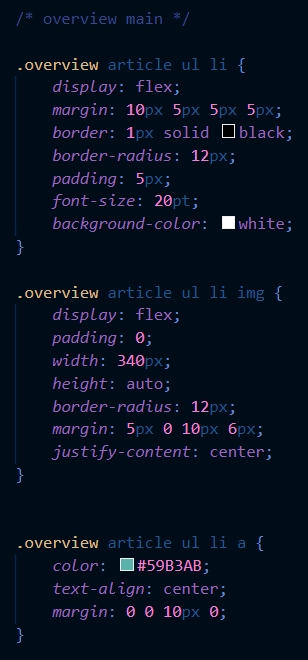 /* overview main */
.overview article ul li {
display: flex;
margin: 10px 5px 5px 5px;
border: 1px solid black;
border-radius: 12px;
padding: 5px;
font-size: 20pt;
background-color: white;
}
.overview article ul li img {
display: flex;
padding: 0;
width: 340px;
height: auto;
border-radius: 12px;
margin: 5px 0 10px 6px;
justify-content: center;
}
.overview article ul li a {
color: #59B3AB;
text-align: center;
margin: 0 0 10px 0;
}